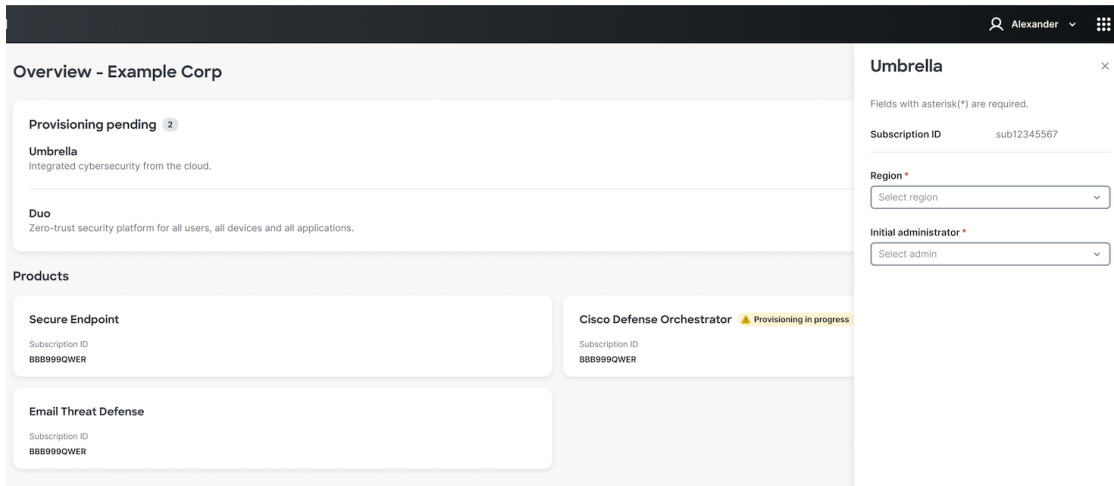 Alexander
Overview - Example Corp
Provisioning pending 2
Umbrella
Integrated cybersecurity from the cloud.
Duo
Zero-trust security platform for all users, all devices and all applications.
Products
Secure Endpoint
Subscription ID
BBB999QWER
Cisco Defense Orchestrator Provisioning in progress
Subscription ID
BBB999QWER
Email Threat Defense
Subscription ID
BBB999QWER
Umbrella
Fields with asterisk(*) are required.
Subscription ID sub12345567
Region *
Select region
Initial administrator *
Select admin